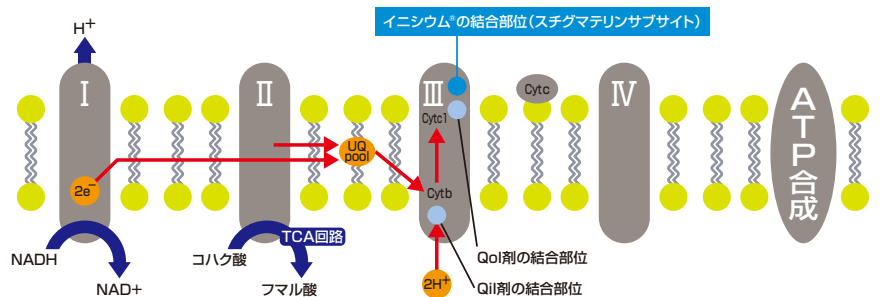 イニシウム®の結合部位(スチグマテリンサブサイト)
H+
I
II
III
Cytc
IV
ATP合成
Cytc1
UQ
pool
2e-
Cytb
NADH
NAD+
コハク酸
TCA回路
フマル酸
2H+
QoI剤の結合部位
QiI剤の結合部位